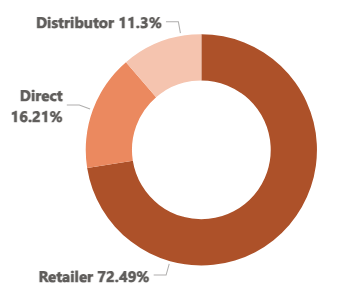 Distributor 11.3%
Direct
16.21%
Retailer 72.49%